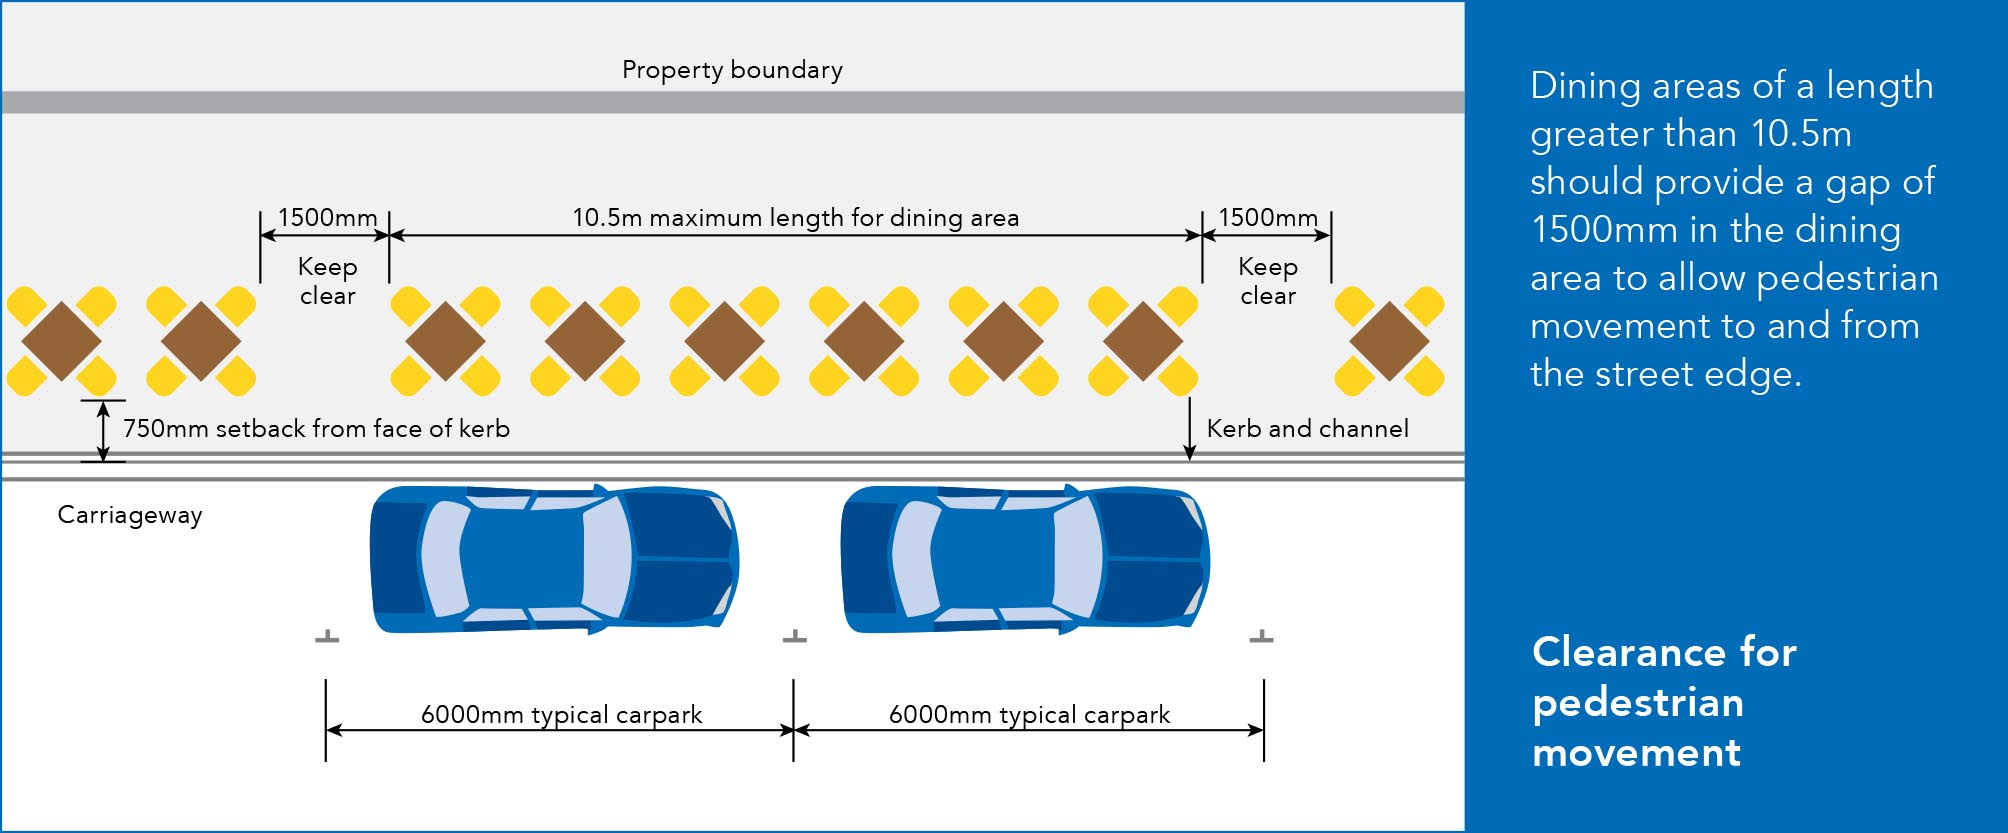 Property boundary
1500mm
10.5m maximum length for dining area
1500mm
Keep
clear
Keep
clear
750mm setback from face of kerb
Kerb and channel
Carriageway
6000mm typical carpark
6000mm typical carpark
Dining areas of a length
greater than 10.5m
should provide a gap of
1500mm in the dining
area to allow pedestrian
movement to and from
the street edge.
Clearance for
pedestrian
movement